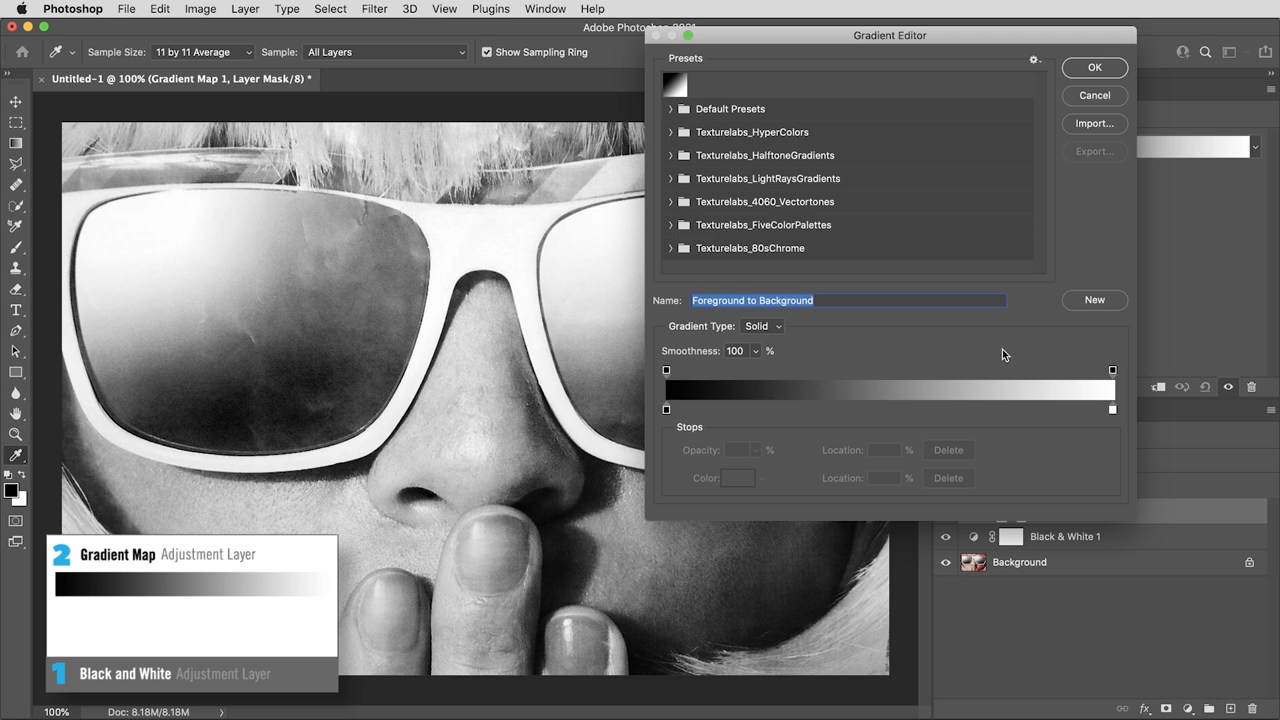 Photoshop File Edit Image Layer Type Select Filter 3D View Plugins Window Help
Adobe Photoshop 2021
Sample Size: 11 by 11 Average Sample: All Layers Show Sampling Ring
Untitled-1 @ 100% (Gradient Map 1, Layer Mask/8) *
Gradient Editor
Presets
OK
Cancel
Import...
Export...
Default Presets
Texturelabs_HyperColors
Texturelabs_HalftoneGradients
Texturelabs_LightRaysGradients
Texturelabs_4060_Vectortones
Texturelabs_FiveColorPalettes
Texturelabs_80sChrome
Name: Foreground to Background New
Gradient Type: Solid
Smoothness: 100 %
Stops
Opacity: % Location: % Delete
Color: Location: % Delete
Black & White 1
Background
2 Gradient Map Adjustment Layer
1 Black and White Adjustment Layer
100% Doc: 8.18M/8.18M